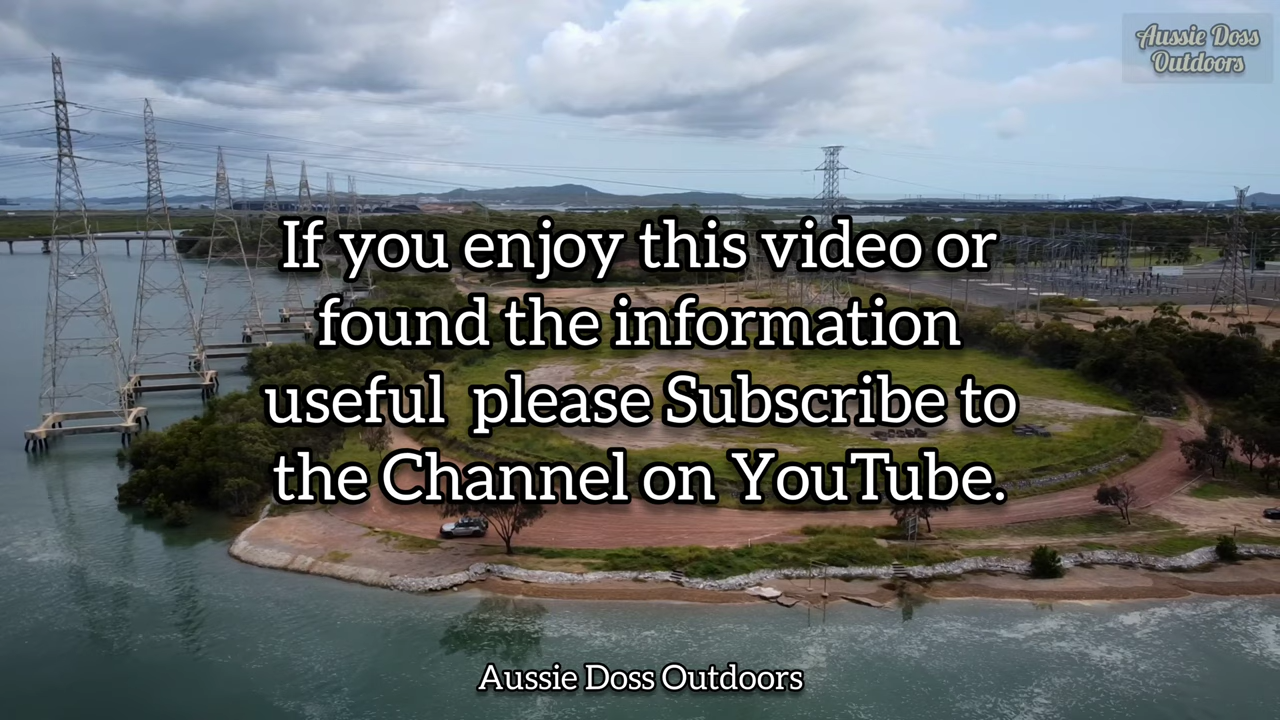 Aussie Doss
Outdoors
If you enjoy this video or
found the information
useful  please Subscribe to
the Channel on YouTube.
Aussie Doss Outdoors